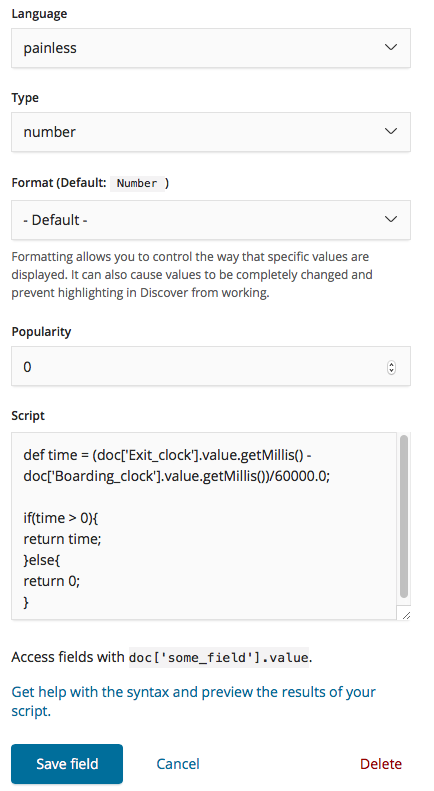 Language
painless
Type
number
Format (Default: Number )
- Default -
Formatting allows you to control the way that specific values are
displayed. It can also cause values to be completely changed and
prevent highlighting in Discover from working.
Popularity
0
Script
def time = (doc['Exit_clock'].value.getMillis() -
doc['Boarding_clock'].value.getMillis())/60000.0;
if(time > 0){
return time;
}else{
return 0;
}
Access fields with doc['some_field'].value.
Get help with the syntax and preview the results of your
script.
Save field Cancel Delete